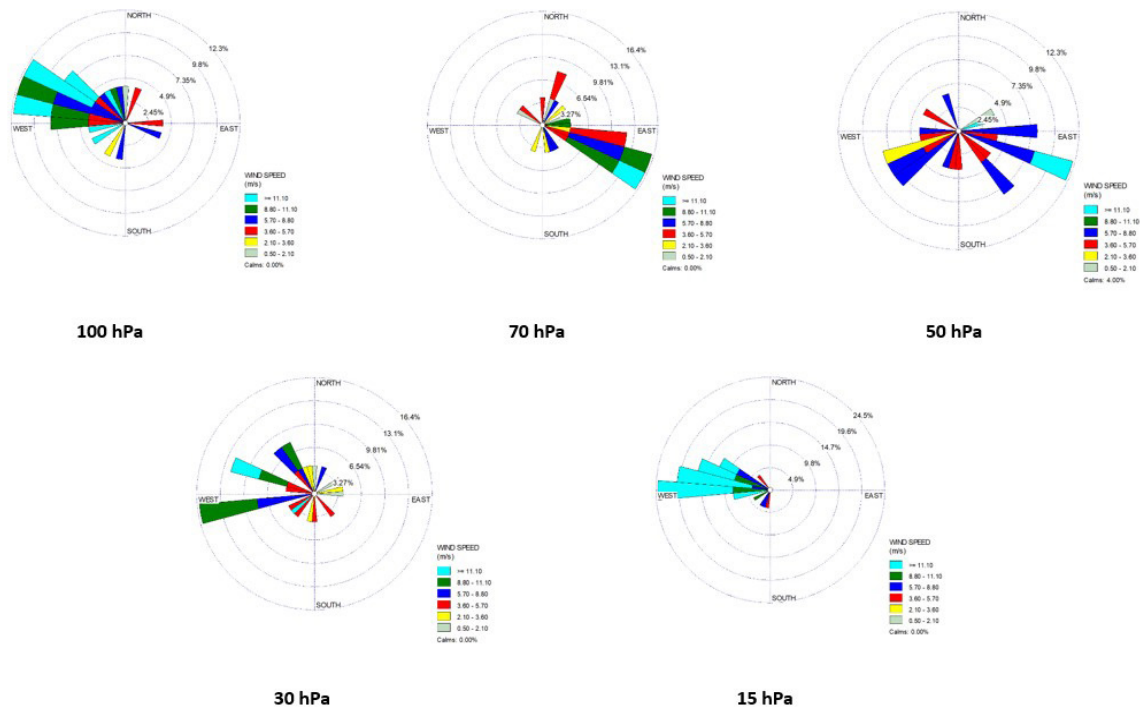 NORTH
12.3%
9.8%
7.35%
4.9%
2.45%
WEST
EAST
SOUTH
WIND SPEED
(m/s)
>= 11.10
8.80 - 11.10
5.70 - 8.80
3.60 - 5.70
2.10 - 3.60
0.50 - 2.10
Calms: 0.00%
100 hPa
NORTH
16.4%
13.1%
9.81%
6.54%
3.27%
WEST
EAST
SOUTH
WIND SPEED
(m/s)
>= 11.10
8.80 - 11.10
5.70 - 8.80
3.60 - 5.70
2.10 - 3.60
0.50 - 2.10
Calms: 0.00%
70 hPa
NORTH
12.3%
9.8%
7.35%
4.9%
2.45%
WEST
EAST
SOUTH
WIND SPEED
(m/s)
>= 11.10
8.80 - 11.10
5.70 - 8.80
3.60 - 5.70
2.10 - 3.60
0.50 - 2.10
Calms: 4.00%
50 hPa
NORTH
16.4%
13.1%
9.81%
6.54%
3.27%
WEST
EAST
SOUTH
WIND SPEED
(m/s)
>= 11.10
8.80 - 11.10
5.70 - 8.80
3.60 - 5.70
2.10 - 3.60
0.50 - 2.10
Calms: 0.00%
30 hPa
NORTH
24.5%
19.6%
14.7%
9.8%
4.9%
WEST
EAST
SOUTH
WIND SPEED
(m/s)
>= 11.10
8.80 - 11.10
5.70 - 8.80
3.60 - 5.70
2.10 - 3.60
0.50 - 2.10
Calms: 0.00%
15 hPa